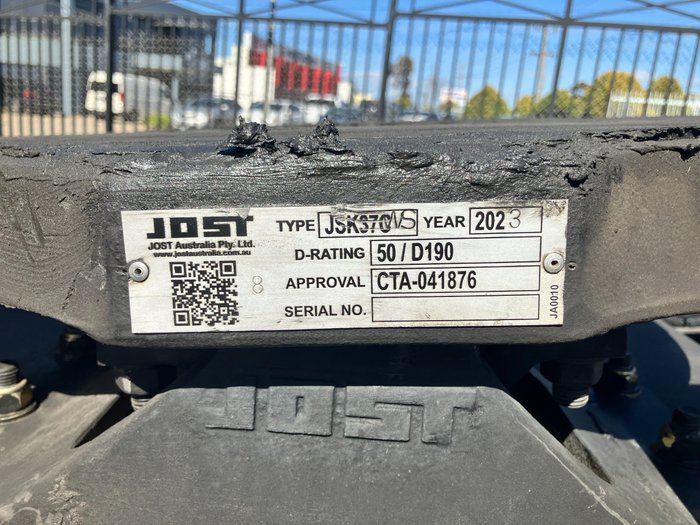 JOST
JOST Australia Pty. Ltd.
www.jostaustralia.com.au
TYPE JSK37CNS YEAR 2023
D-RATING 50 / D190
8 APPROVAL CTA-041876
SERIAL NO.
JA0010
JOST